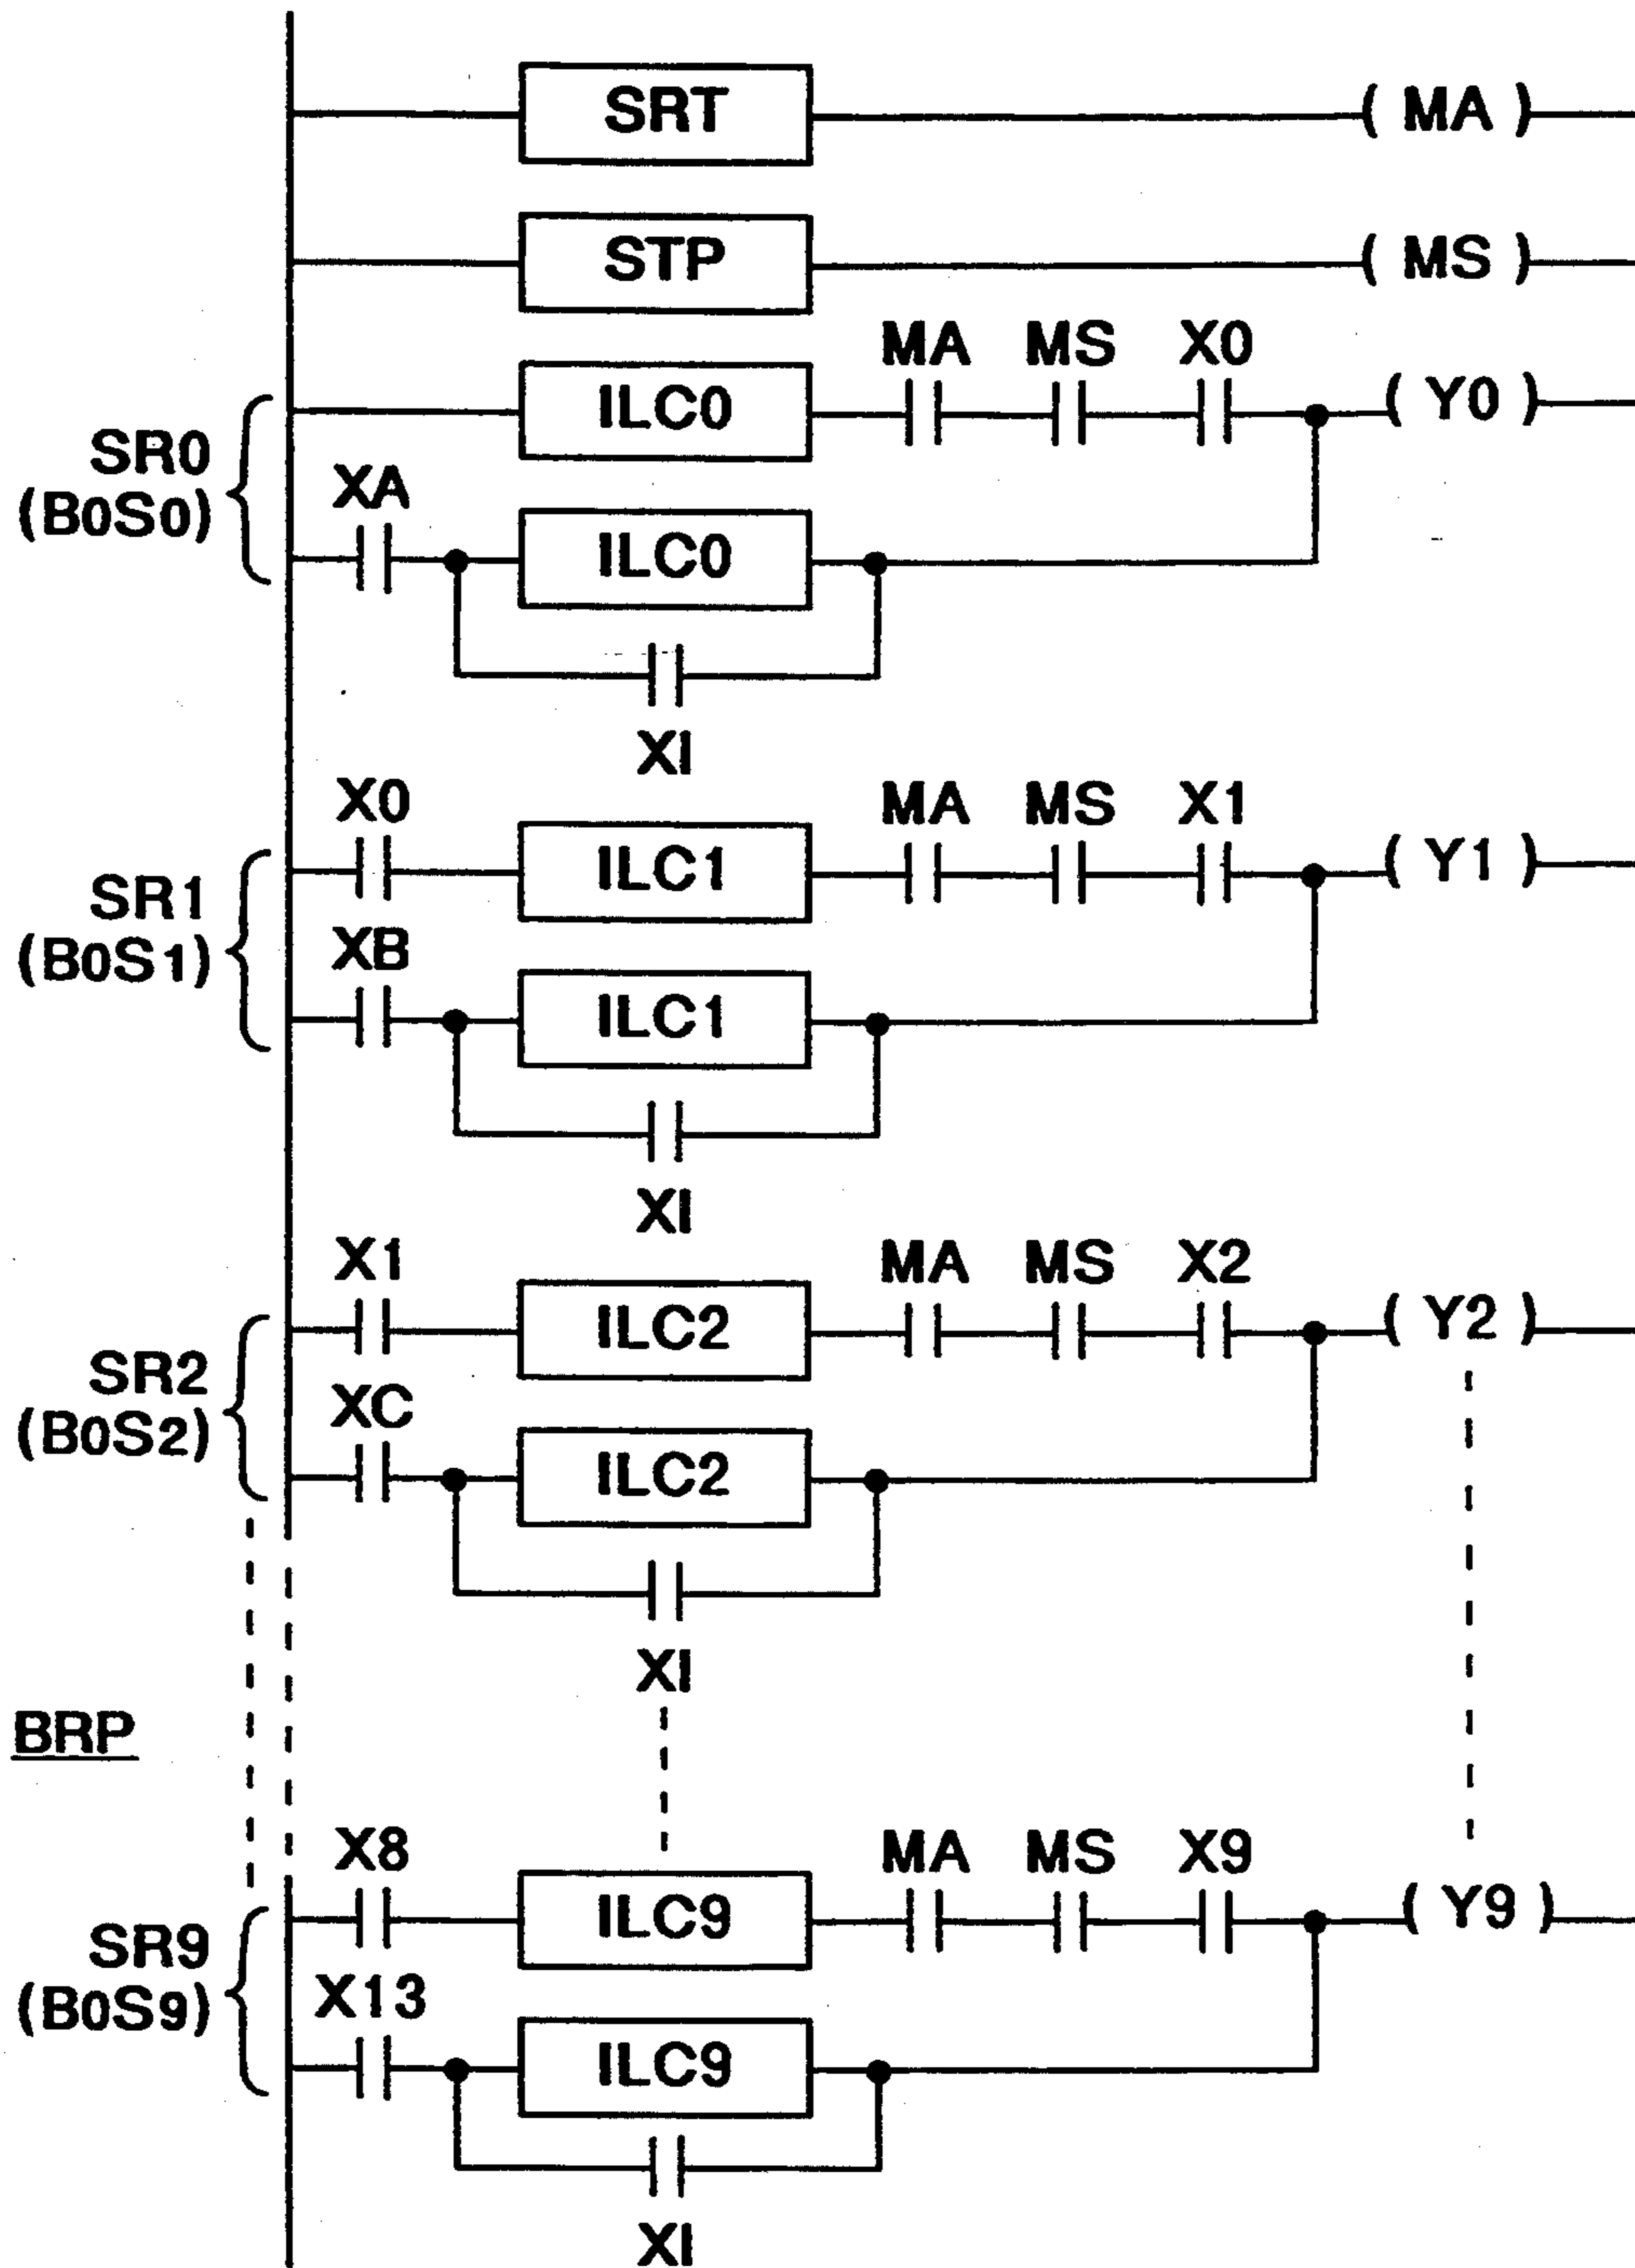 SRT ( MA )
STP ( MS )
MA MS X0
ILC0 ( Y0 )
SR0
(B0S0)
XA
ILC0
XI
X0 MA MS X1
ILC1 ( Y1 )
SR1
(B0S1)
XB
ILC1
XI
X1 MA MS X2
ILC2 ( Y2 )
SR2
(B0S2)
XC
ILC2
XI
BRP
X8 MA MS X9
ILC9 ( Y9 )
SR9
(B0S9)
X13
ILC9
XI